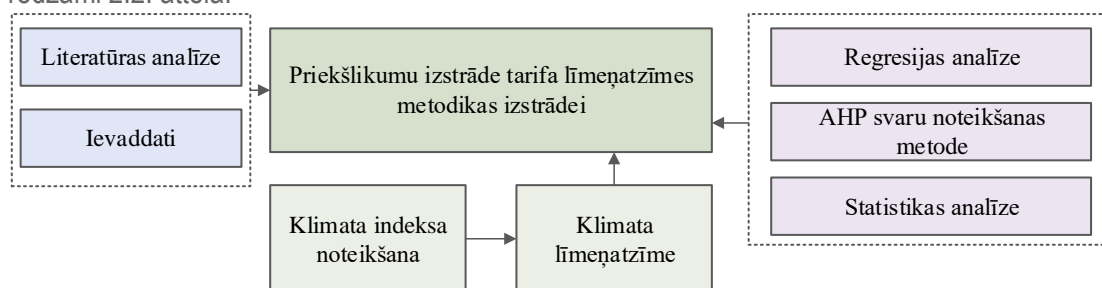 redzami 2.2. attēlā.
Literatūras analīze
Ievaddati
Priekšlikumu izstrāde tarifa līmeņatzīmes
metodikas izstrādei
Klimata indeksa
noteikšana
Klimata
līmeņatzīme
Regresijas analīze
AHP svaru noteikšanas
metode
Statistikas analīze